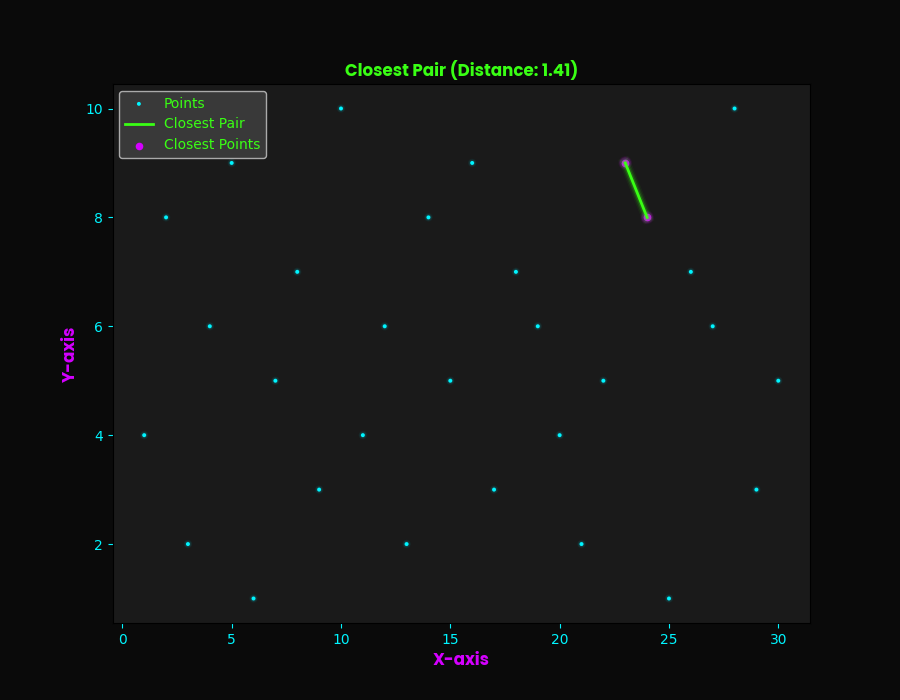 Closest Pair (Distance: 1.41)
Points
Closest Pair
Closest Points
10
8
6
4
2
Y-axis
0 5 10 15 20 25 30
X-axis